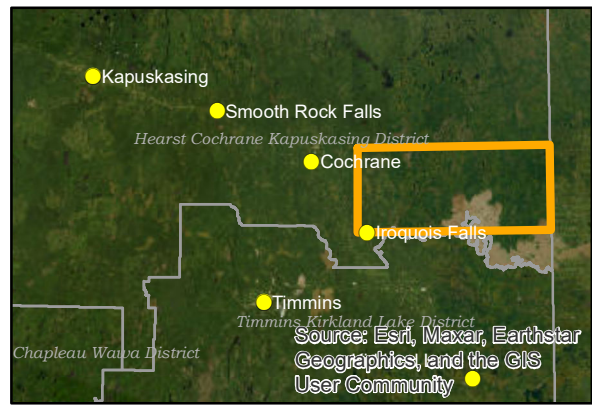 Kapuskasing
Smooth Rock Falls
Hearst Cochrane Kapuskasing District
Cochrane
Iroquois Falls
Timmins
Timmins Kirkland Lake District
Chapleau Wawa District
Source: Esri, Maxar, Earthstar
Geographics, and the GIS
User Community